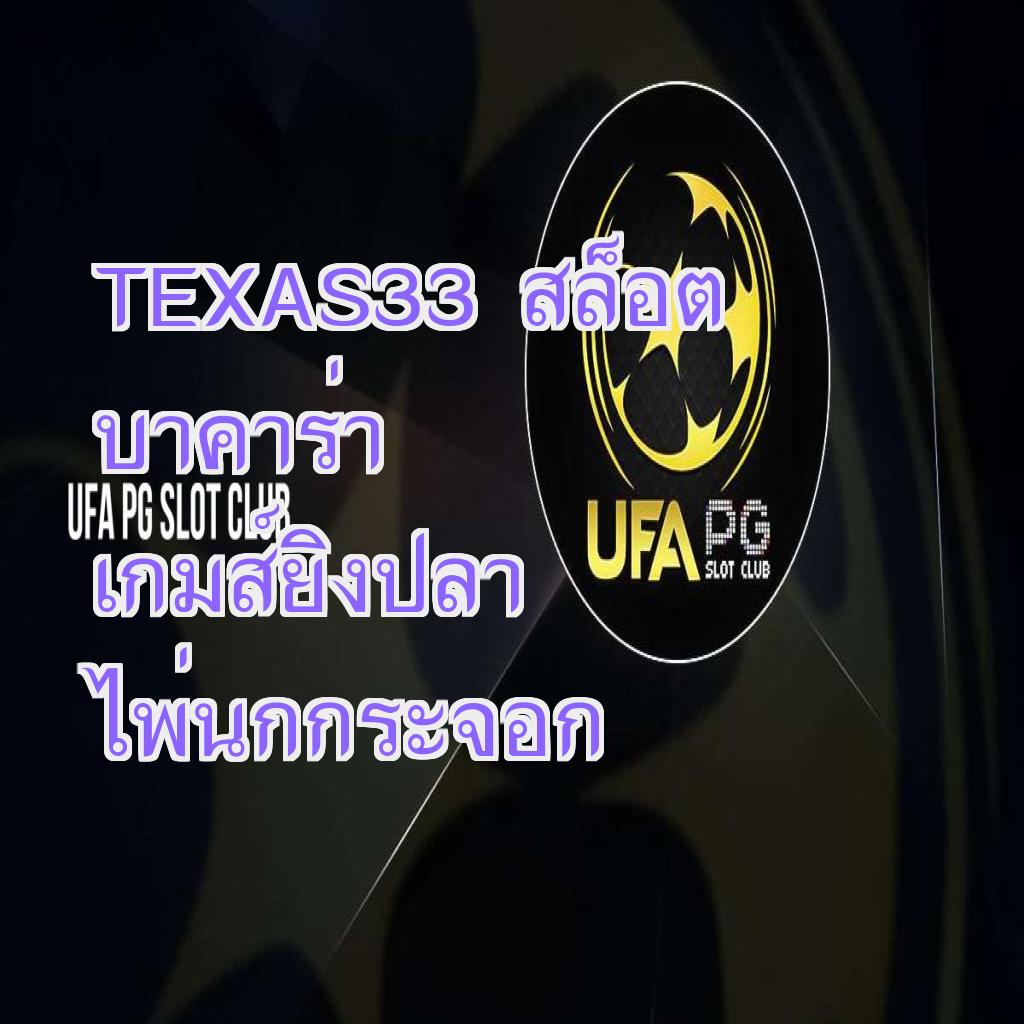 TEXAS33 สล็อต
บาคาร่า
UFA PG SLOT CLUB
เกมส์ยิงปลา
ไพ่นกกระจอก
UFA PG
SLOT CLUB